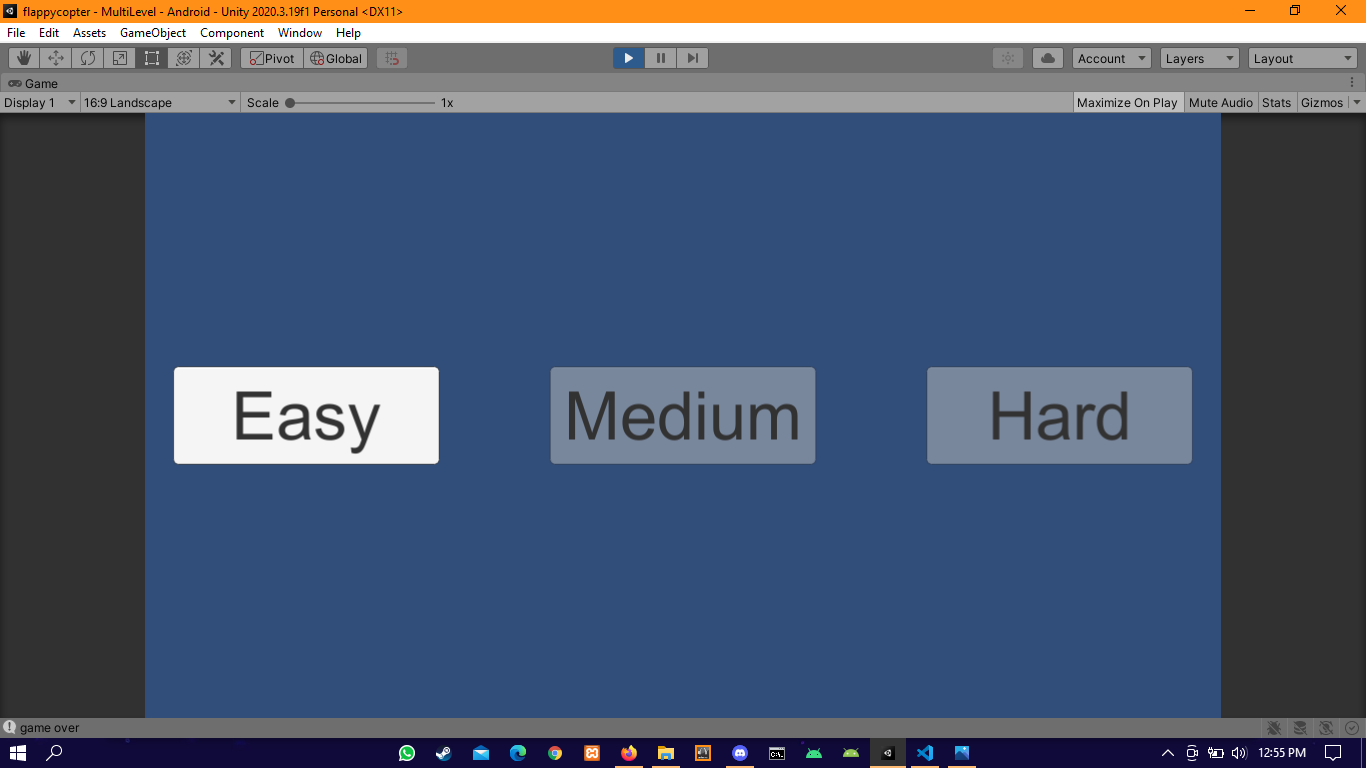 flappycopter - MultiLevel - Android - Unity 2020.3.19f1 Personal <DX11>
File Edit Assets GameObject Component Window Help
Pivot Global Account Layers Layout
Game
Display 1 16:9 Landscape Scale 1x Maximize On Play Mute Audio Stats Gizmos
Easy Medium Hard
game over
12:55 PM